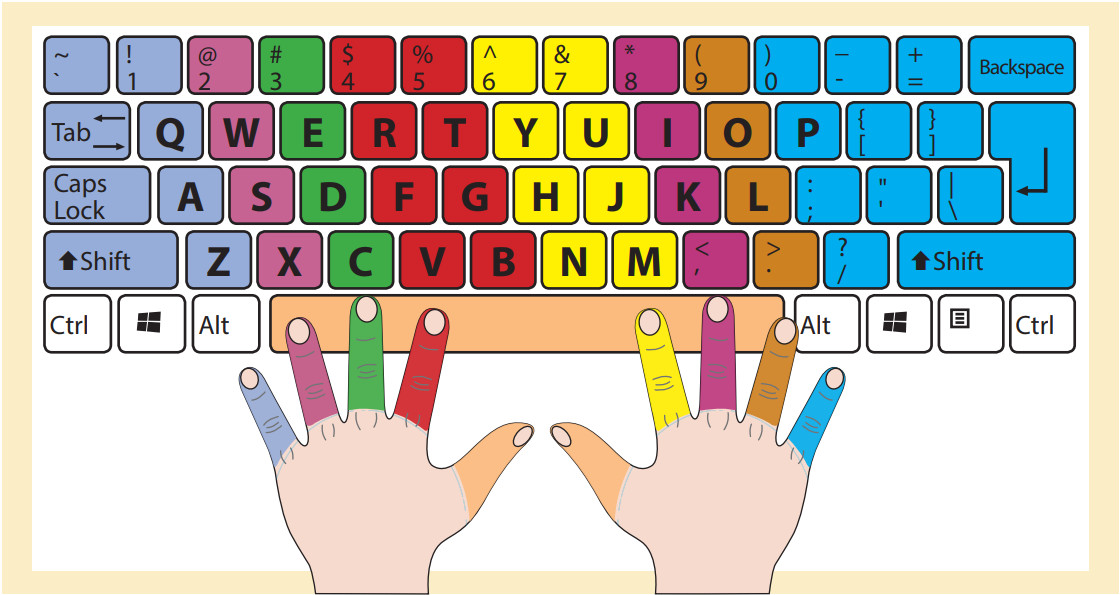 ~ ! @ # $ % ^ & * ( ) – +
` 1 2 3 4 5 6 7 8 9 0 - = Backspace
Tab Q W E R T Y U I O P { [ } ]
Caps Lock A S D F G H J K L : ; " ' | \
Shift Z X C V B N M < , > . ? / Shift
Ctrl Alt Alt Ctrl